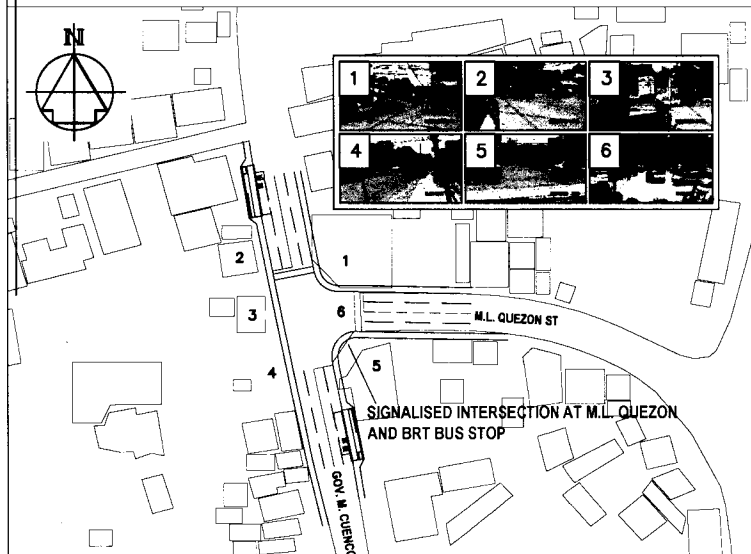 N
1 2 3
4 5 6
2
1
3
6
M.L. QUEZON ST
4
5
SIGNALISED INTERSECTION AT M.L. QUEZON
AND BRT BUS STOP
GOV. M. CUENCO